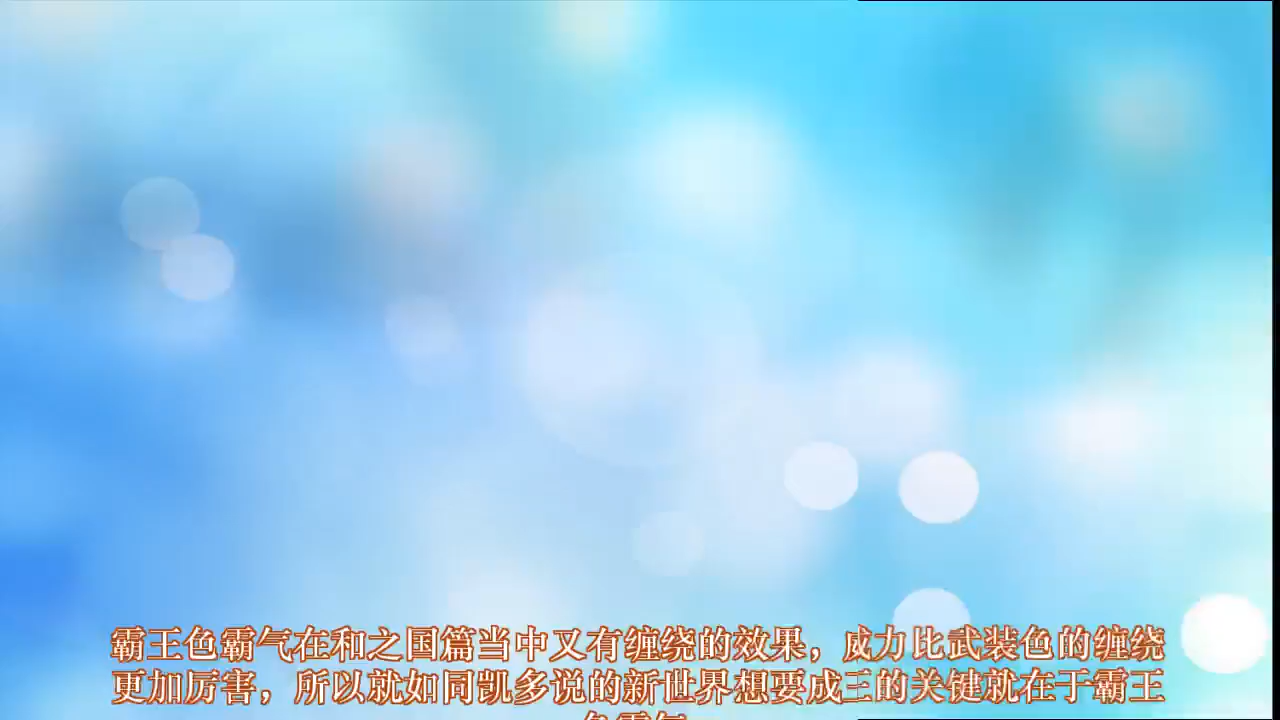 霸王色霸气在和之国篇当中又有缠绕的效果，威力比武装色的缠绕
更加厉害，所以就如同凯多说的新世界想要成三的关键就在于霸王